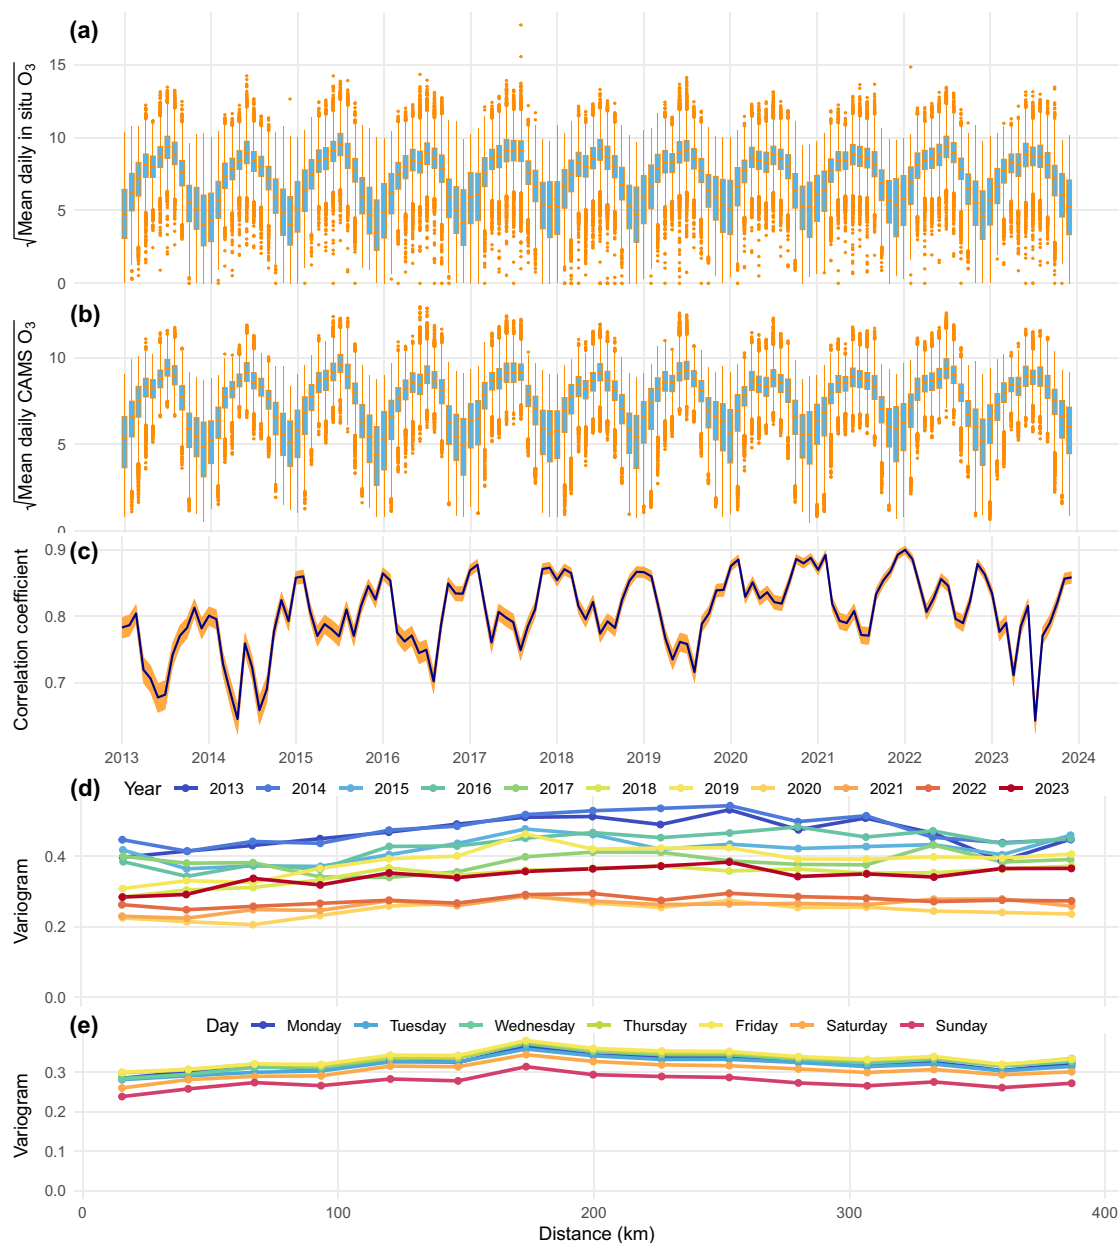 (a)
15
10
5
0
√Mean daily in situ O3
(b)
10
5
0
√Mean daily CAMS O3
(c)
0.9
0.8
0.7
Correlation coefficient
2013 2014 2015 2016 2017 2018 2019 2020 2021 2022 2023 2024
(d)
Year 2013 2014 2015 2016 2017 2018 2019 2020 2021 2022 2023
0.4
0.2
0.0
Variogram
(e)
Day Monday Tuesday Wednesday Thursday Friday Saturday Sunday
0.3
0.2
0.1
0.0
Variogram
0 100 200 300 400
Distance (km)